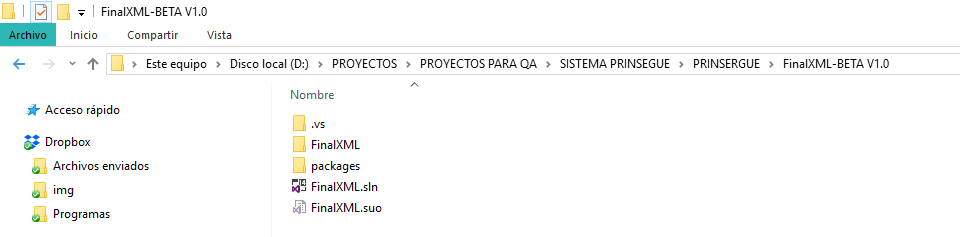 FinalXML-BETA V1.0
Archivo Inicio Compartir Vista
Este equipo Disco local (D:) PROYECTOS PROYECTOS PARA QA SISTEMA PRINSEGUE PRINSERGUE FinalXML-BETA V1.0
Nombre
Acceso rápido
Dropbox
Archivos enviados
img
Programas
.vs
FinalXML
packages
FinalXML.sln
FinalXML.suo